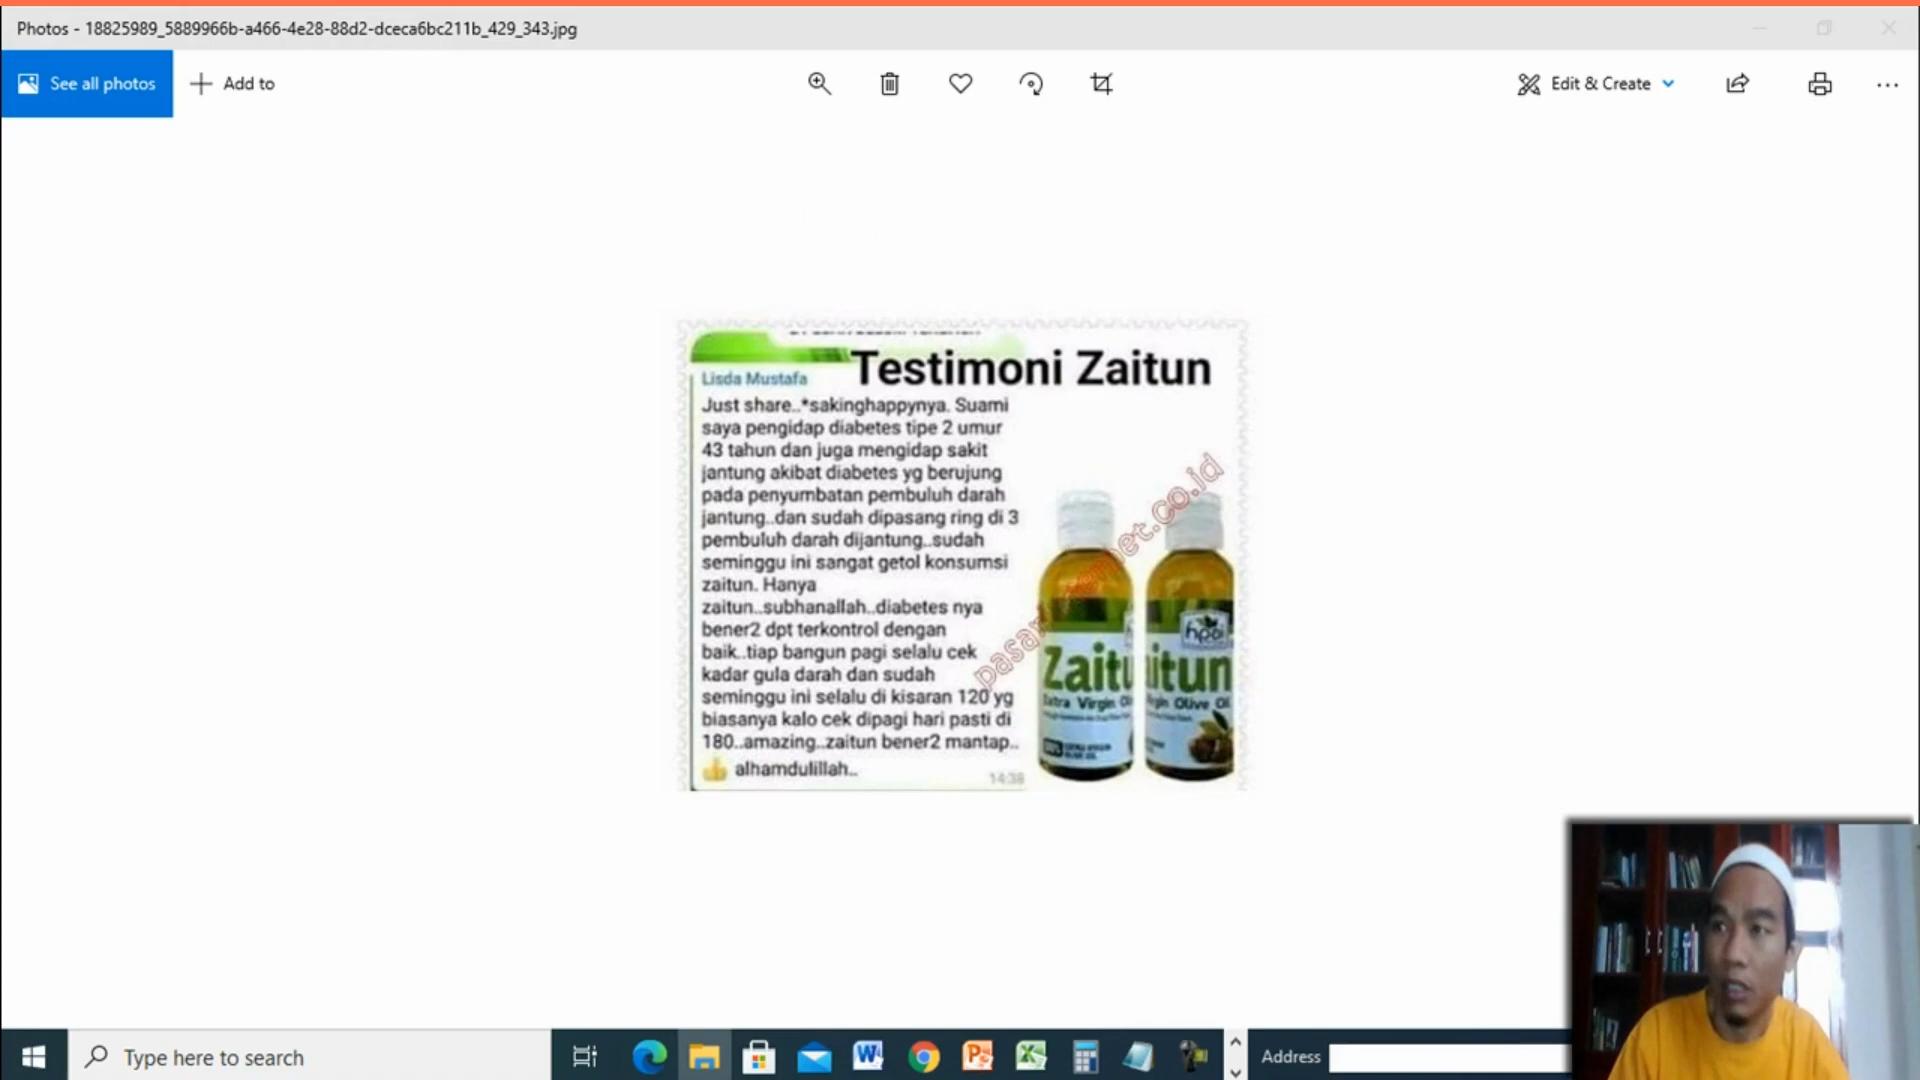 Photos - 18825989_5889966b-a466-4e28-88d2-dceca6bc211b_429_343.jpg
See all photos
Add to
Edit & Create
Testimoni Zaitun
Lisda Mustafa
Just share..*sakinghappynya. Suami
saya pengidap diabetes tipe 2 umur
43 tahun dan juga mengidap sakit
jantung akibat diabetes yg berujung
pada penyumbatan pembuluh darah
jantung..dan sudah dipasang ring di 3
pembuluh darah dijantung..sudah
seminggu ini sangat getol konsumsi
zaitun. Hanya
zaitun..subhanallah..diabetes nya
bener2 dpt terkontrol dengan
baik..tiap bangun pagi selalu cek
kadar gula darah dan sudah
seminggu ini selalu di kisaran 120 yg
biasanya kalo cek dipagi hari pasti di
180..amazing..zaitun bener2 mantap..
alhamdulillah..
14:38
hpai
Zaitu
Extra Virgin
itun
Virgin Olive Oil
Type here to search
Address